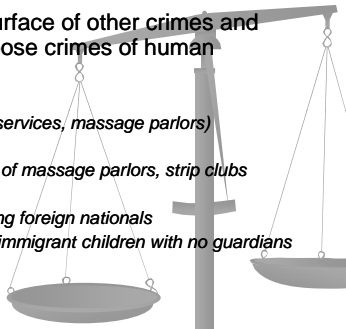 urface of other crimes and
ose crimes of human
services, massage parlors)
of massage parlors, strip clubs
ng foreign nationals
immigrant children with no guardians